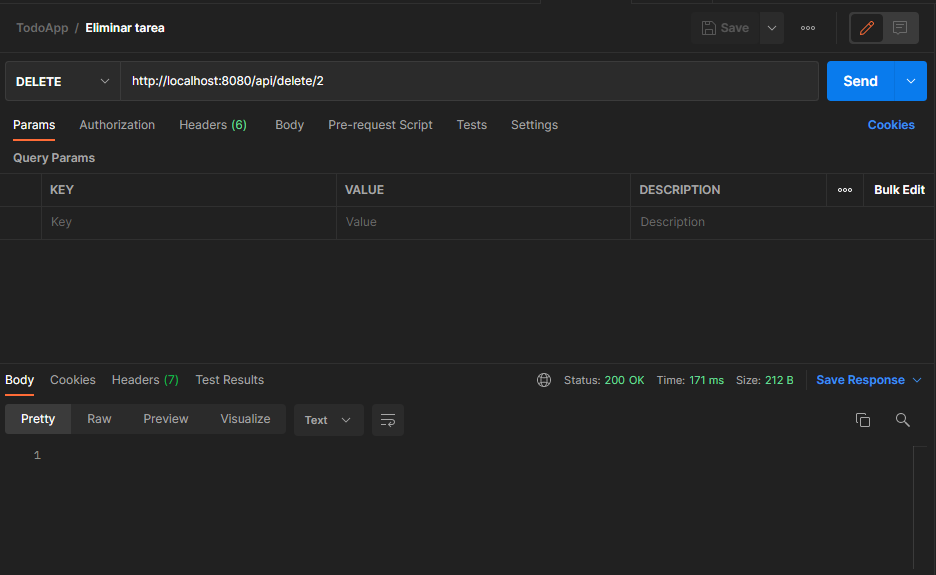 TodoApp / Eliminar tarea Save
DELETE http://localhost:8080/api/delete/2 Send
Params Authorization Headers (6) Body Pre-request Script Tests Settings Cookies
Query Params
KEY VALUE DESCRIPTION Bulk Edit
Key Value Description
Body Cookies Headers (7) Test Results Status: 200 OK Time: 171 ms Size: 212 B Save Response
Pretty Raw Preview Visualize Text
1